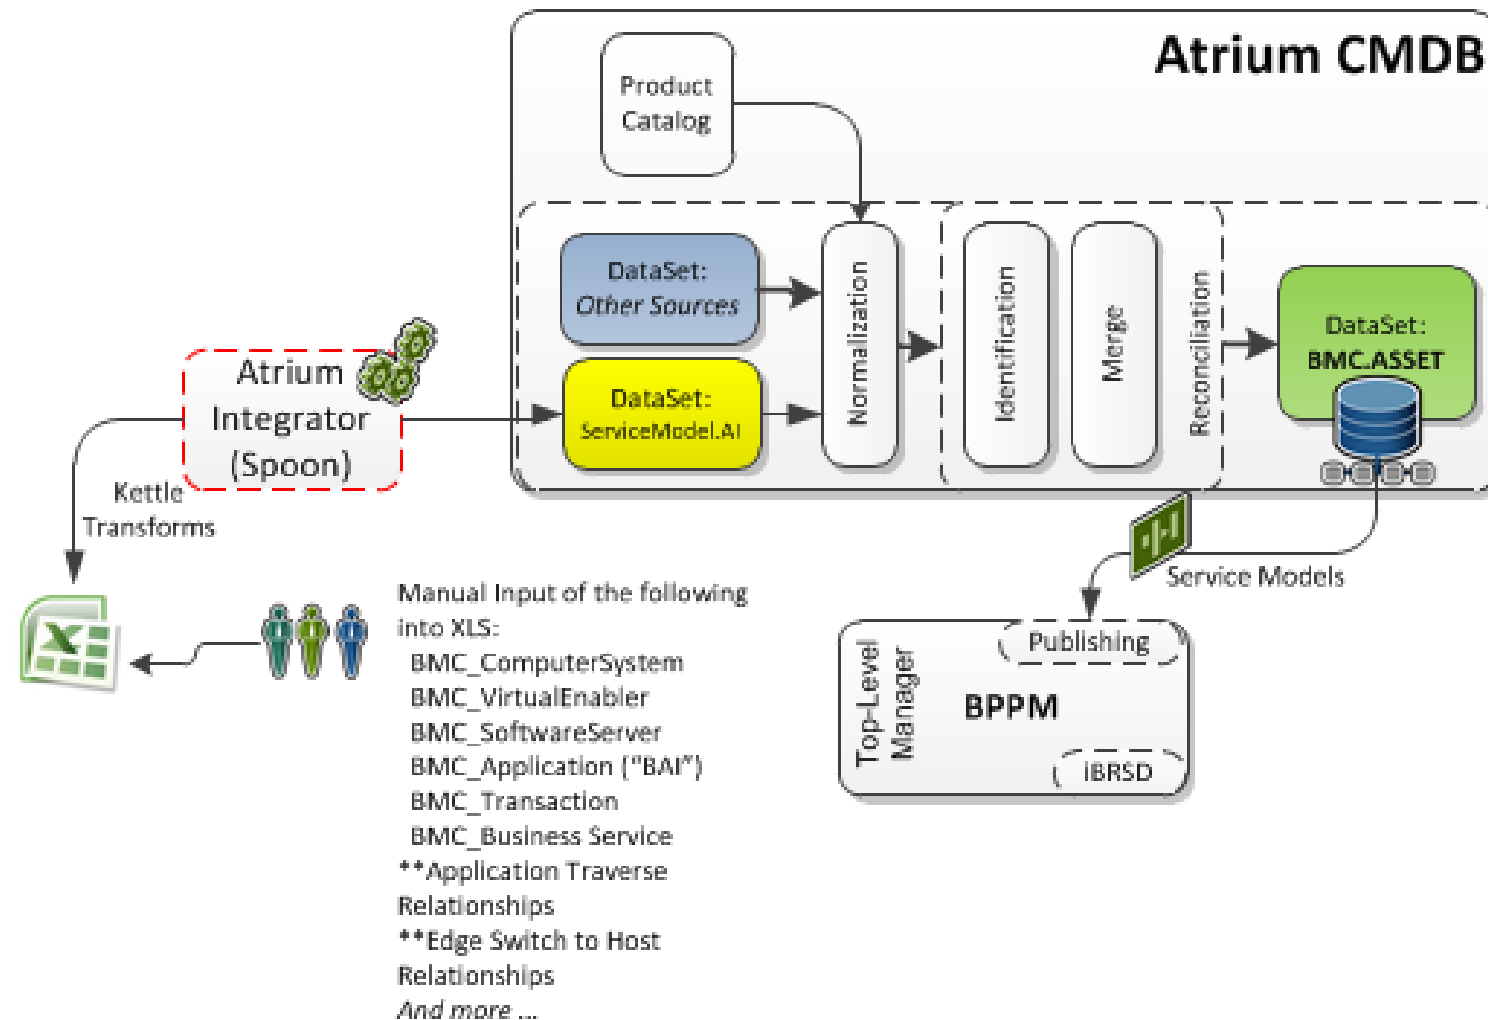 Atrium CMDB
Product
Catalog
DataSet:
Other Sources
DataSet:
ServiceModel.AI
Normalization
Identification
Merge
Reconciliation
DataSet:
BMC.ASSET
Atrium
Integrator
(Spoon)
Kettle
Transforms
Service Models
Manual Input of the following
into XLS:
BMC_ComputerSystem
BMC_VirtualEnabler
BMC_SoftwareServer
BMC_Application (“BAI”)
BMC_Transaction
BMC_Business Service
**Application Traverse
Relationships
**Edge Switch to Host
Relationships
And more ...
Publishing
Top-Level
Manager
BPPM
iBRSD
X